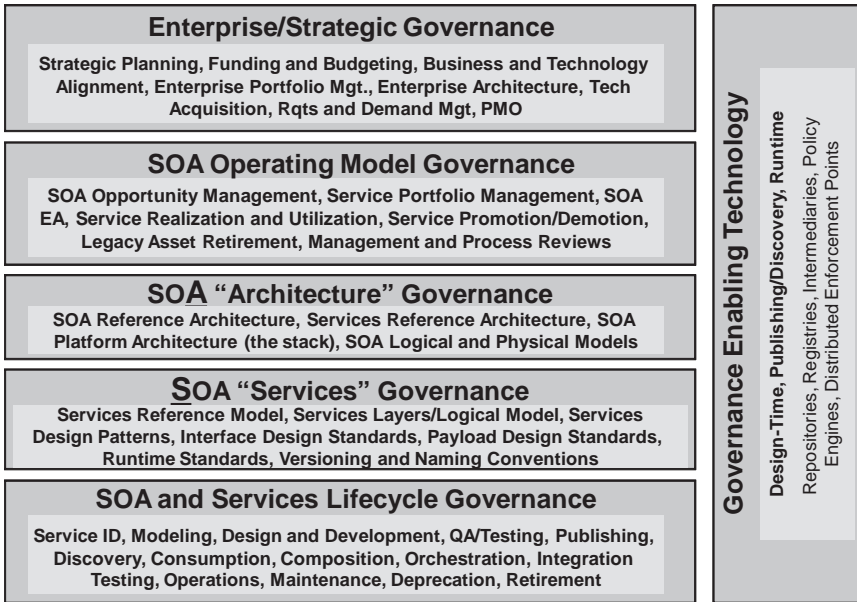 Enterprise/Strategic Governance
Strategic Planning, Funding and Budgeting, Business and Technology
Alignment, Enterprise Portfolio Mgt., Enterprise Architecture, Tech
Acquisition, Rqts and Demand Mgt, PMO
SOA Operating Model Governance
SOA Opportunity Management, Service Portfolio Management, SOA
EA, Service Realization and Utilization, Service Promotion/Demotion,
Legacy Asset Retirement, Management and Process Reviews
SOA “Architecture” Governance
SOA Reference Architecture, Services Reference Architecture, SOA
Platform Architecture (the stack), SOA Logical and Physical Models
SOA “Services” Governance
Services Reference Model, Services Layers/Logical Model, Services
Design Patterns, Interface Design Standards, Payload Design Standards,
Runtime Standards, Versioning and Naming Conventions
SOA and Services Lifecycle Governance
Service ID, Modeling, Design and Development, QA/Testing, Publishing,
Discovery, Consumption, Composition, Orchestration, Integration
Testing, Operations, Maintenance, Deprecation, Retirement
Governance Enabling Technology
Design-Time, Publishing/Discovery, Runtime
Repositories, Registries, Intermediaries, Policy
Engines, Distributed Enforcement Points